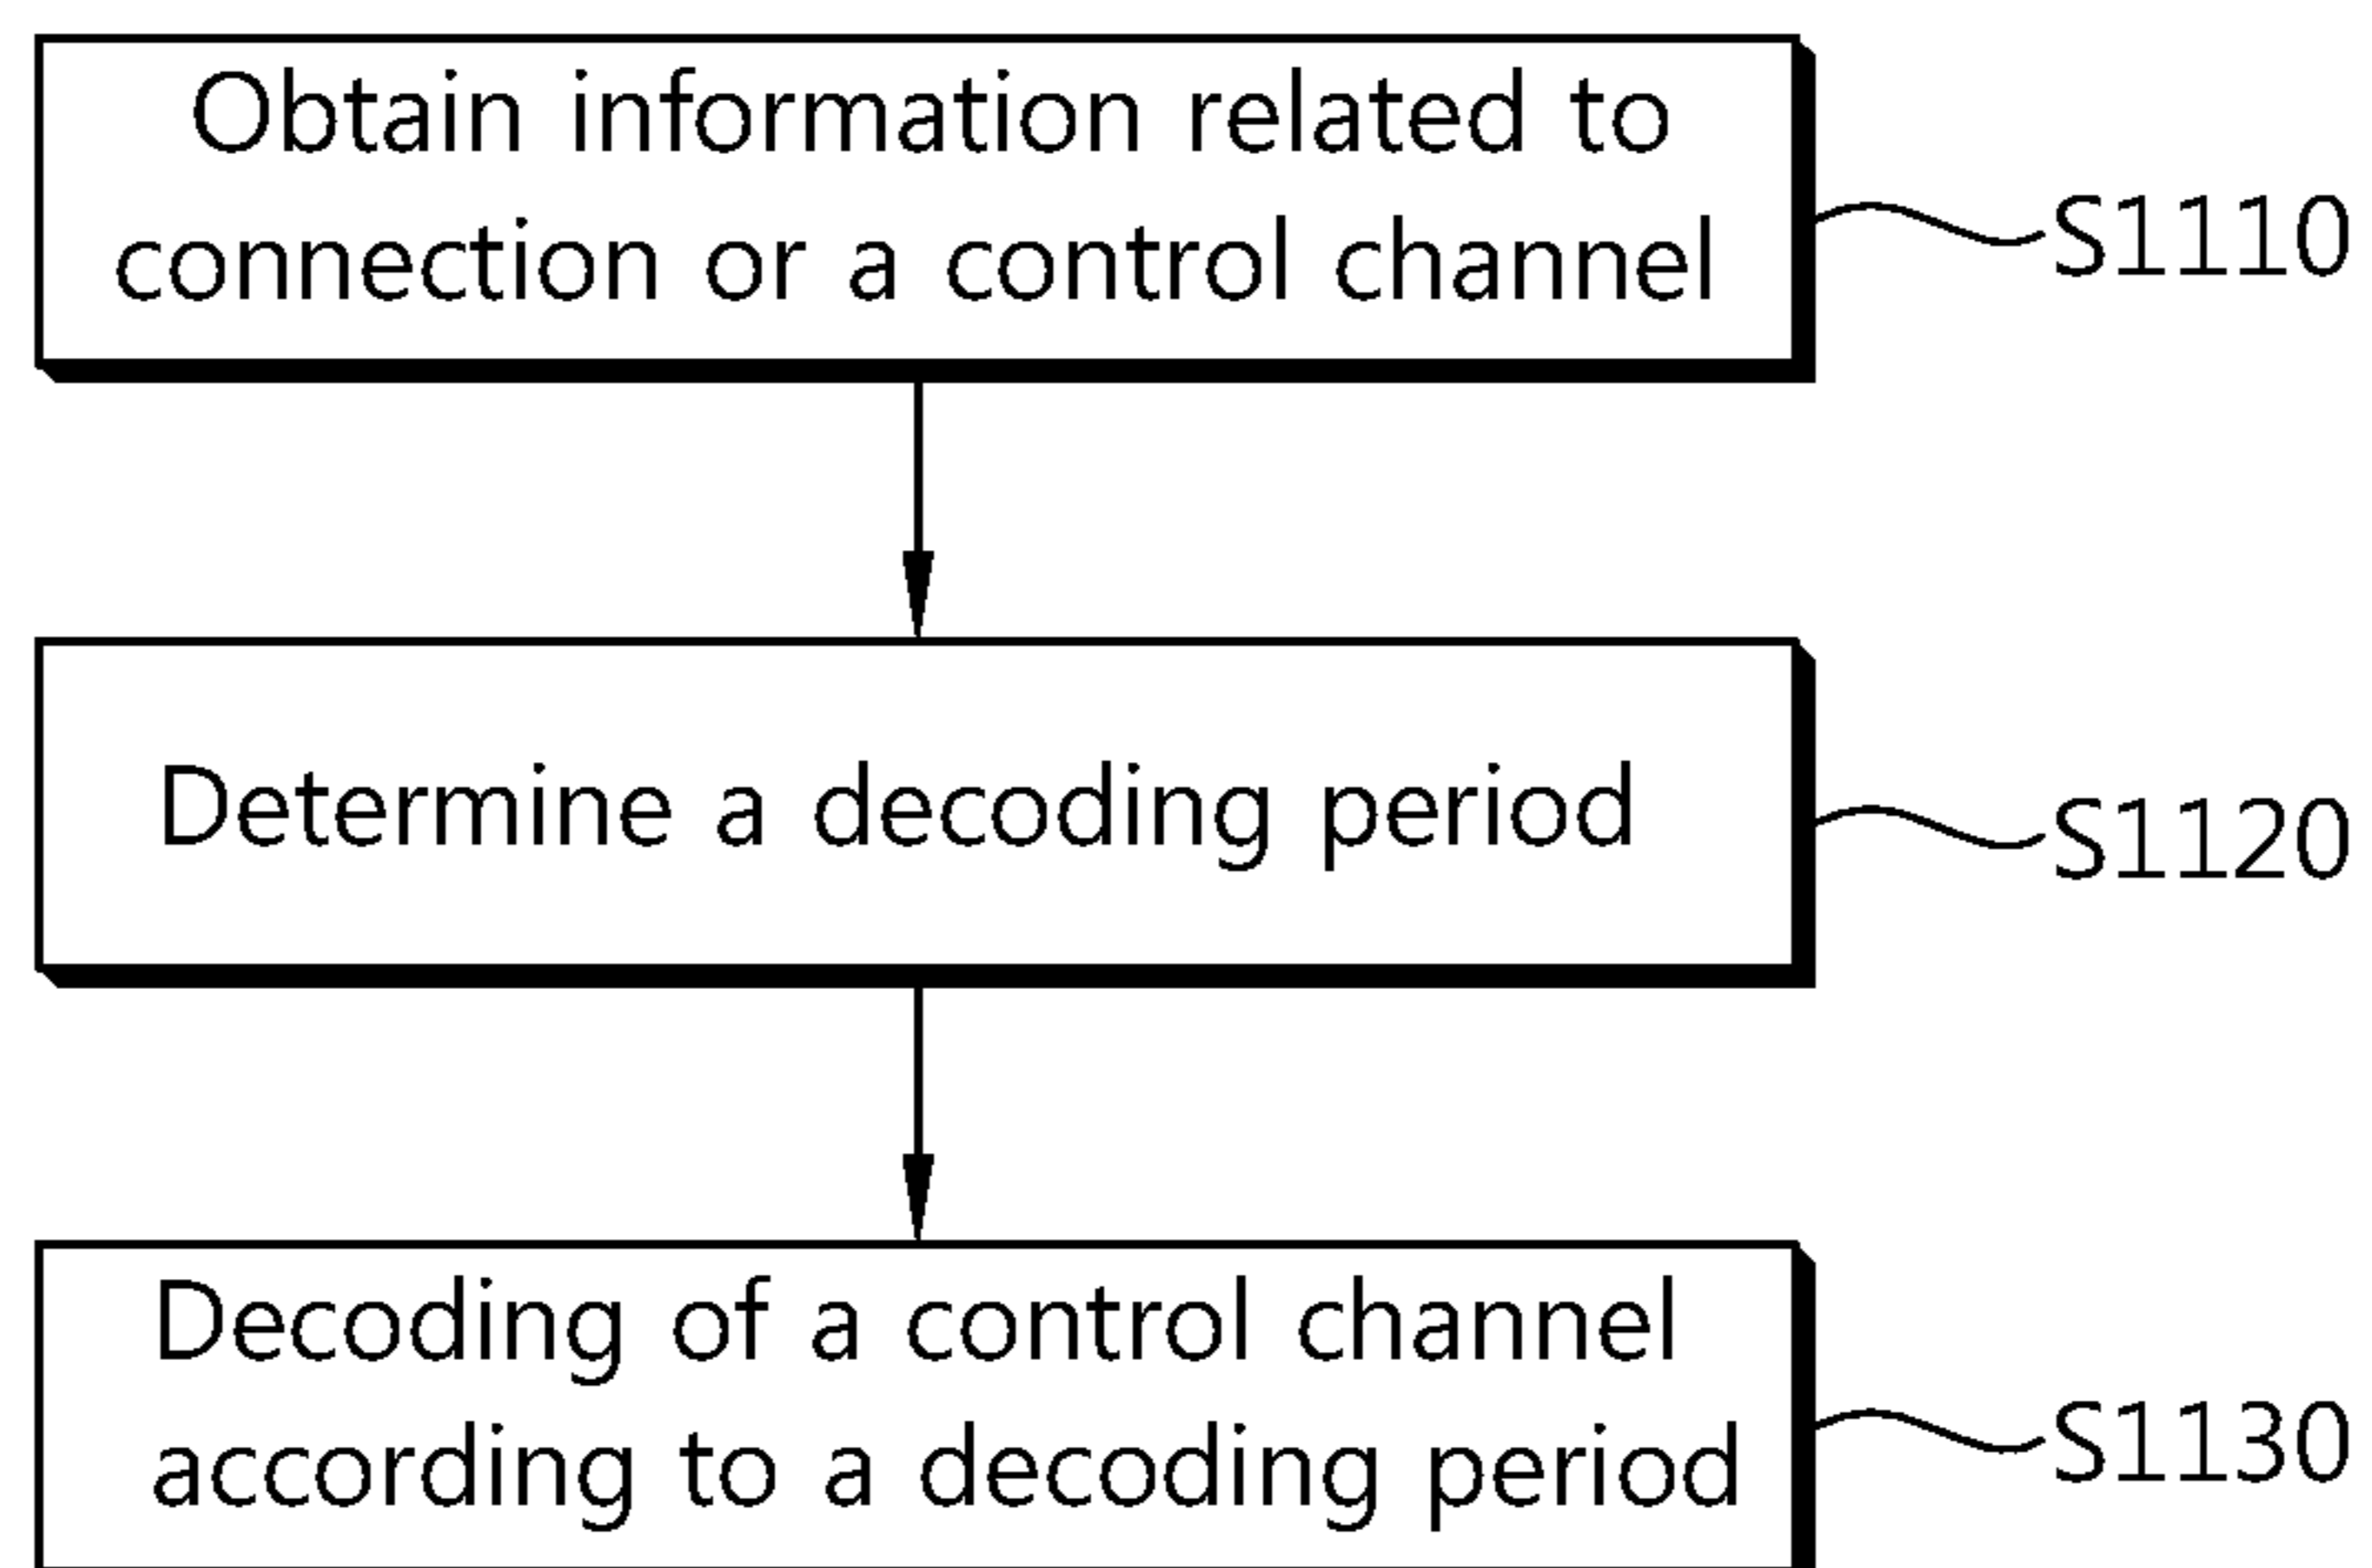 Obtain information related to
connection or a control channel
S1110
Determine a decoding period
S1120
Decoding of a control channel
according to a decoding period
S1130